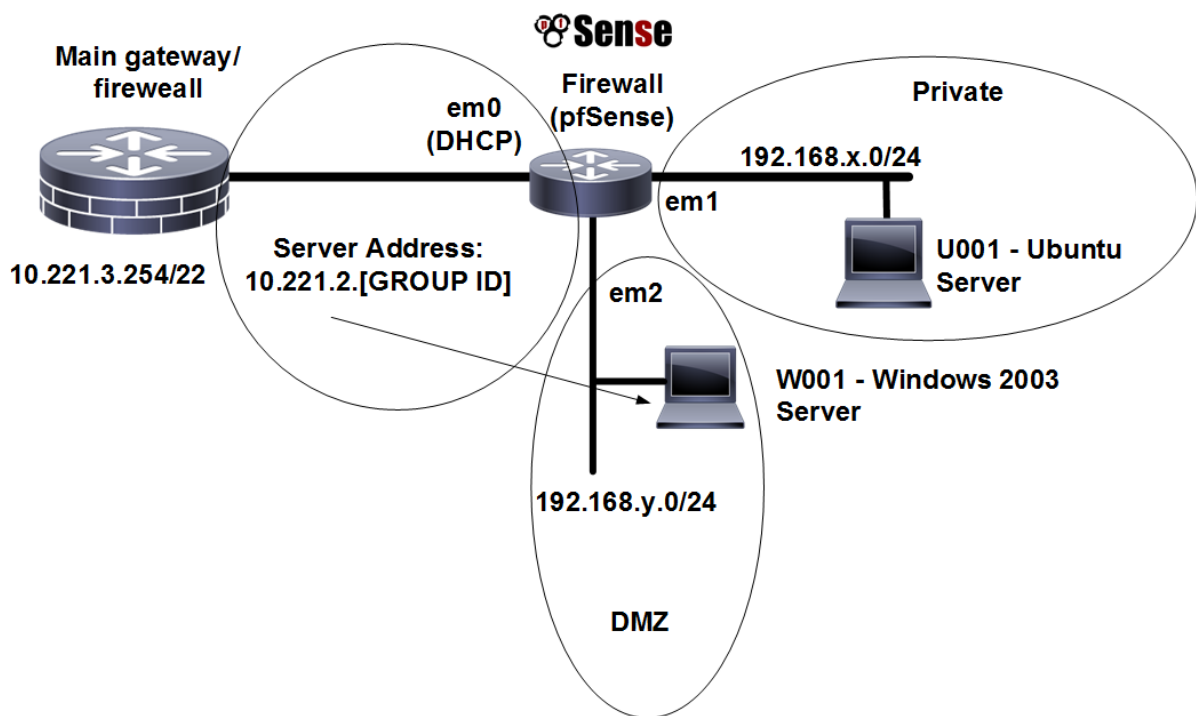 pf Sense
Main gateway/
fireweall
em0
(DHCP)
Firewall
(pfSense)
Private
192.168.x.0/24
em1
Server Address:
10.221.2.[GROUP ID]
10.221.3.254/22
U001 - Ubuntu
Server
em2
W001 - Windows 2003
Server
192.168.y.0/24
DMZ